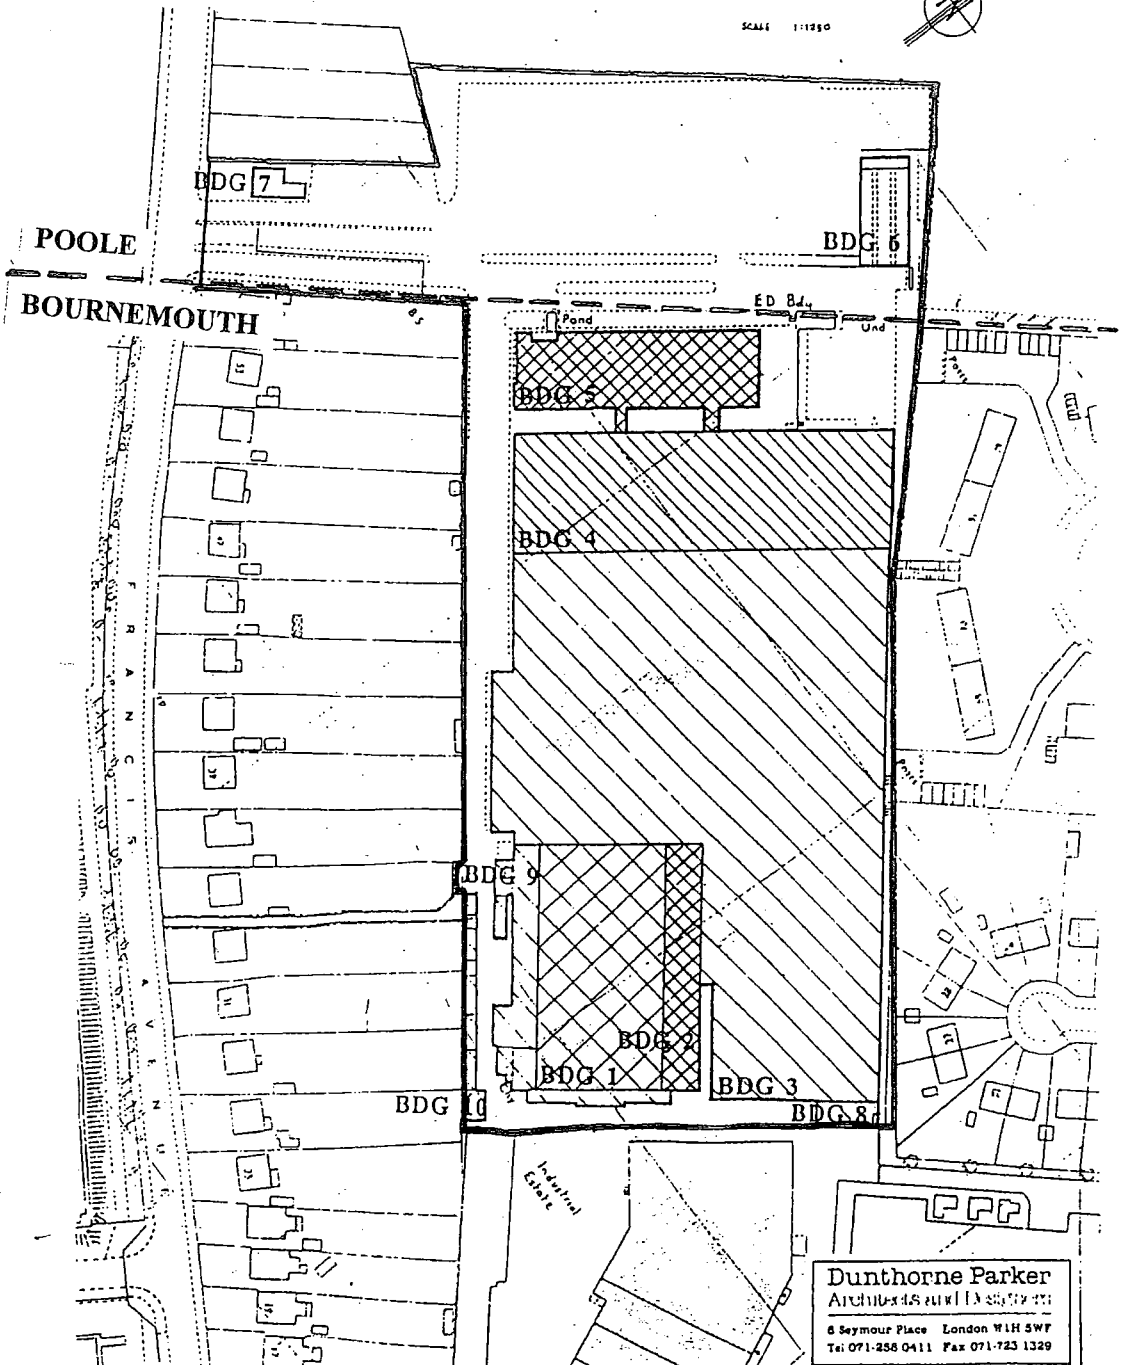 SCALE 1:1250
BDG 7
BDG 6
POOLE
BOURNEMOUTH
ED Bdy
Und
Pond
BDG 5
BDG 4
FRANCIS AVENUE
BDG 9
BDG 2
BDG 1
BDG 3
BDG 10
BDG 8
Industrial
Estate
Dunthorne Parker
Architects and Designers
6 Seymour Place London W1H 5WF
Tel 071-258 0411 Fax 071-723 1329